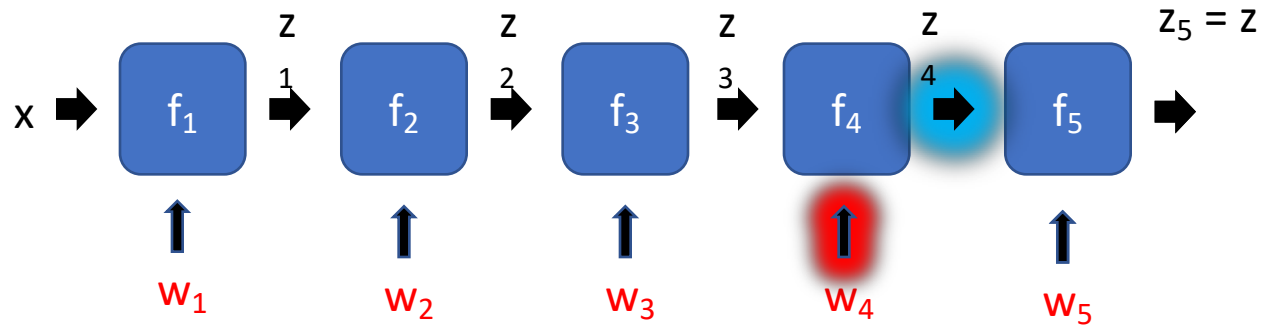 z z z z z₅ = z
1 2 3 4
x f₁ f₂ f₃ f₄ f₅
w₁ w₂ w₃ w₄ w₅